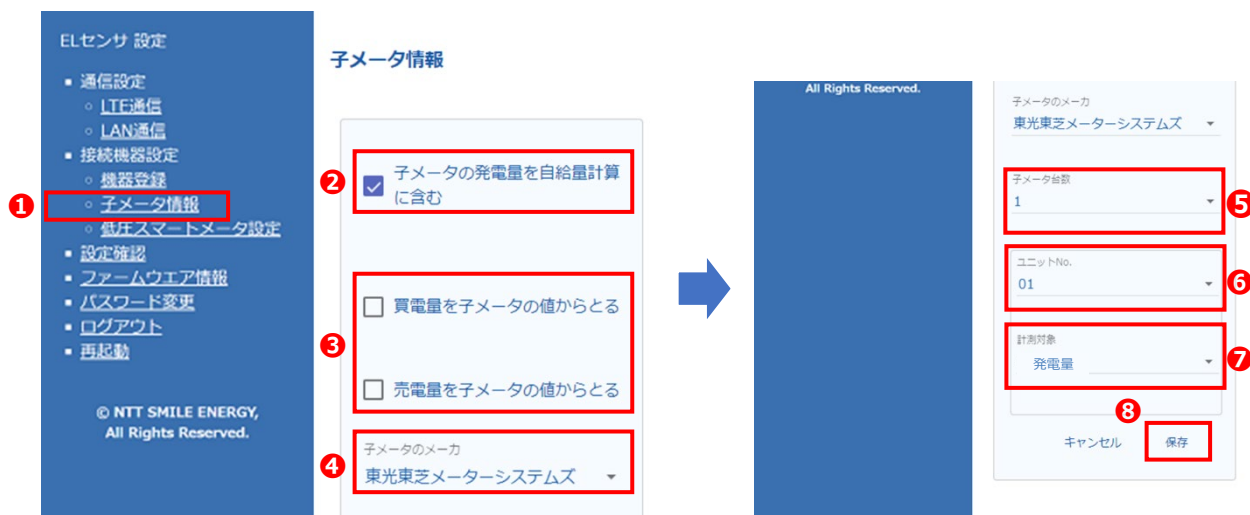 ELセンサ 設定
▪ 通信設定
◦ LTE通信
◦ LAN通信
▪ 接続機器設定
◦ 機器登録
❶
◦ 子メータ情報
◦ 低圧スマートメータ設定
▪ 設定確認
▪ ファームウエア情報
▪ パスワード変更
▪ ログアウト
▪ 再起動
© NTT SMILE ENERGY,
All Rights Reserved.
子メータ情報
❷
子メータの発電量を自給量計算
に含む
❸
買電量を子メータの値からとる
売電量を子メータの値からとる
❹
子メータのメーカ
東光東芝メーターシステムズ
All Rights Reserved.
子メータのメーカ
東光東芝メーターシステムズ
子メータ台数
1
❺
ユニットNo.
01
❻
計測対象
発電量
❼
❽
キャンセル
保存